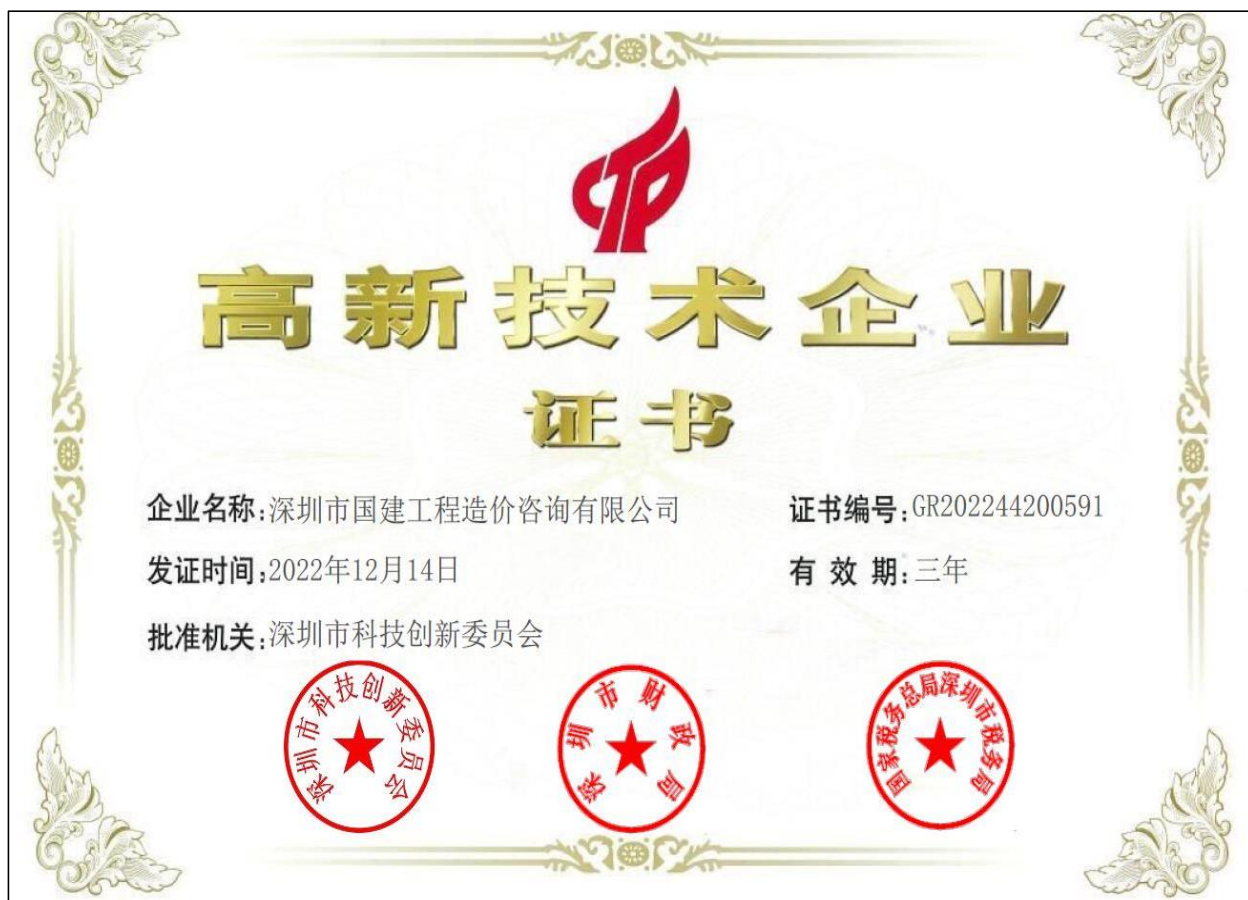 CTP
高新技术企业
证书
企业名称:深圳市国建工程造价咨询有限公司 证书编号:GR202244200591
发证时间:2022年12月14日 有 效 期:三年
批准机关:深圳市科技创新委员会
深圳市科技创新委员会
深圳市财政局
国家税务总局深圳市税务局